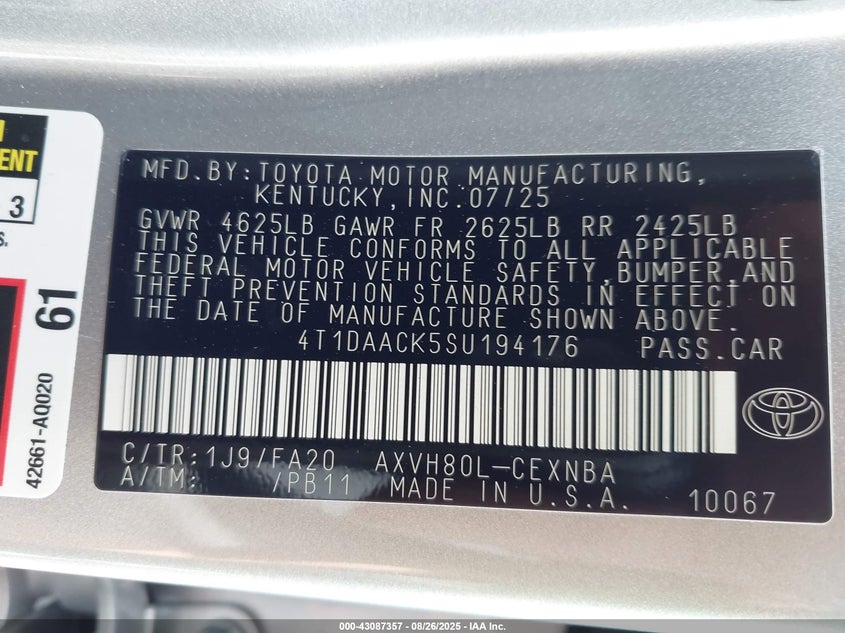 MENT
3
S.
61
42661-AQ020
MFD.BY:TOYOTA MOTOR MANUFACTURING,
KENTUCKY,INC.07/25
GVWR 4625LB GAWR FR 2625LB RR 2425LB
THIS VEHICLE CONFORMS TO ALL APPLICABLE
FEDERAL MOTOR VEHICLE SAFETY,BUMPER,AND
THEFT PREVENTION STANDARDS IN EFFECT ON
THE DATE OF MANUFACTURE SHOWN ABOVE.
4T1DAACK5SU194176 PASS.CAR
C/TR:1J9/FA20 AXVH80L-CEXNBA
A/TM: /PB11 MADE IN U.S.A. 10067
000-43087357 - 08/26/2025 - IAA Inc.